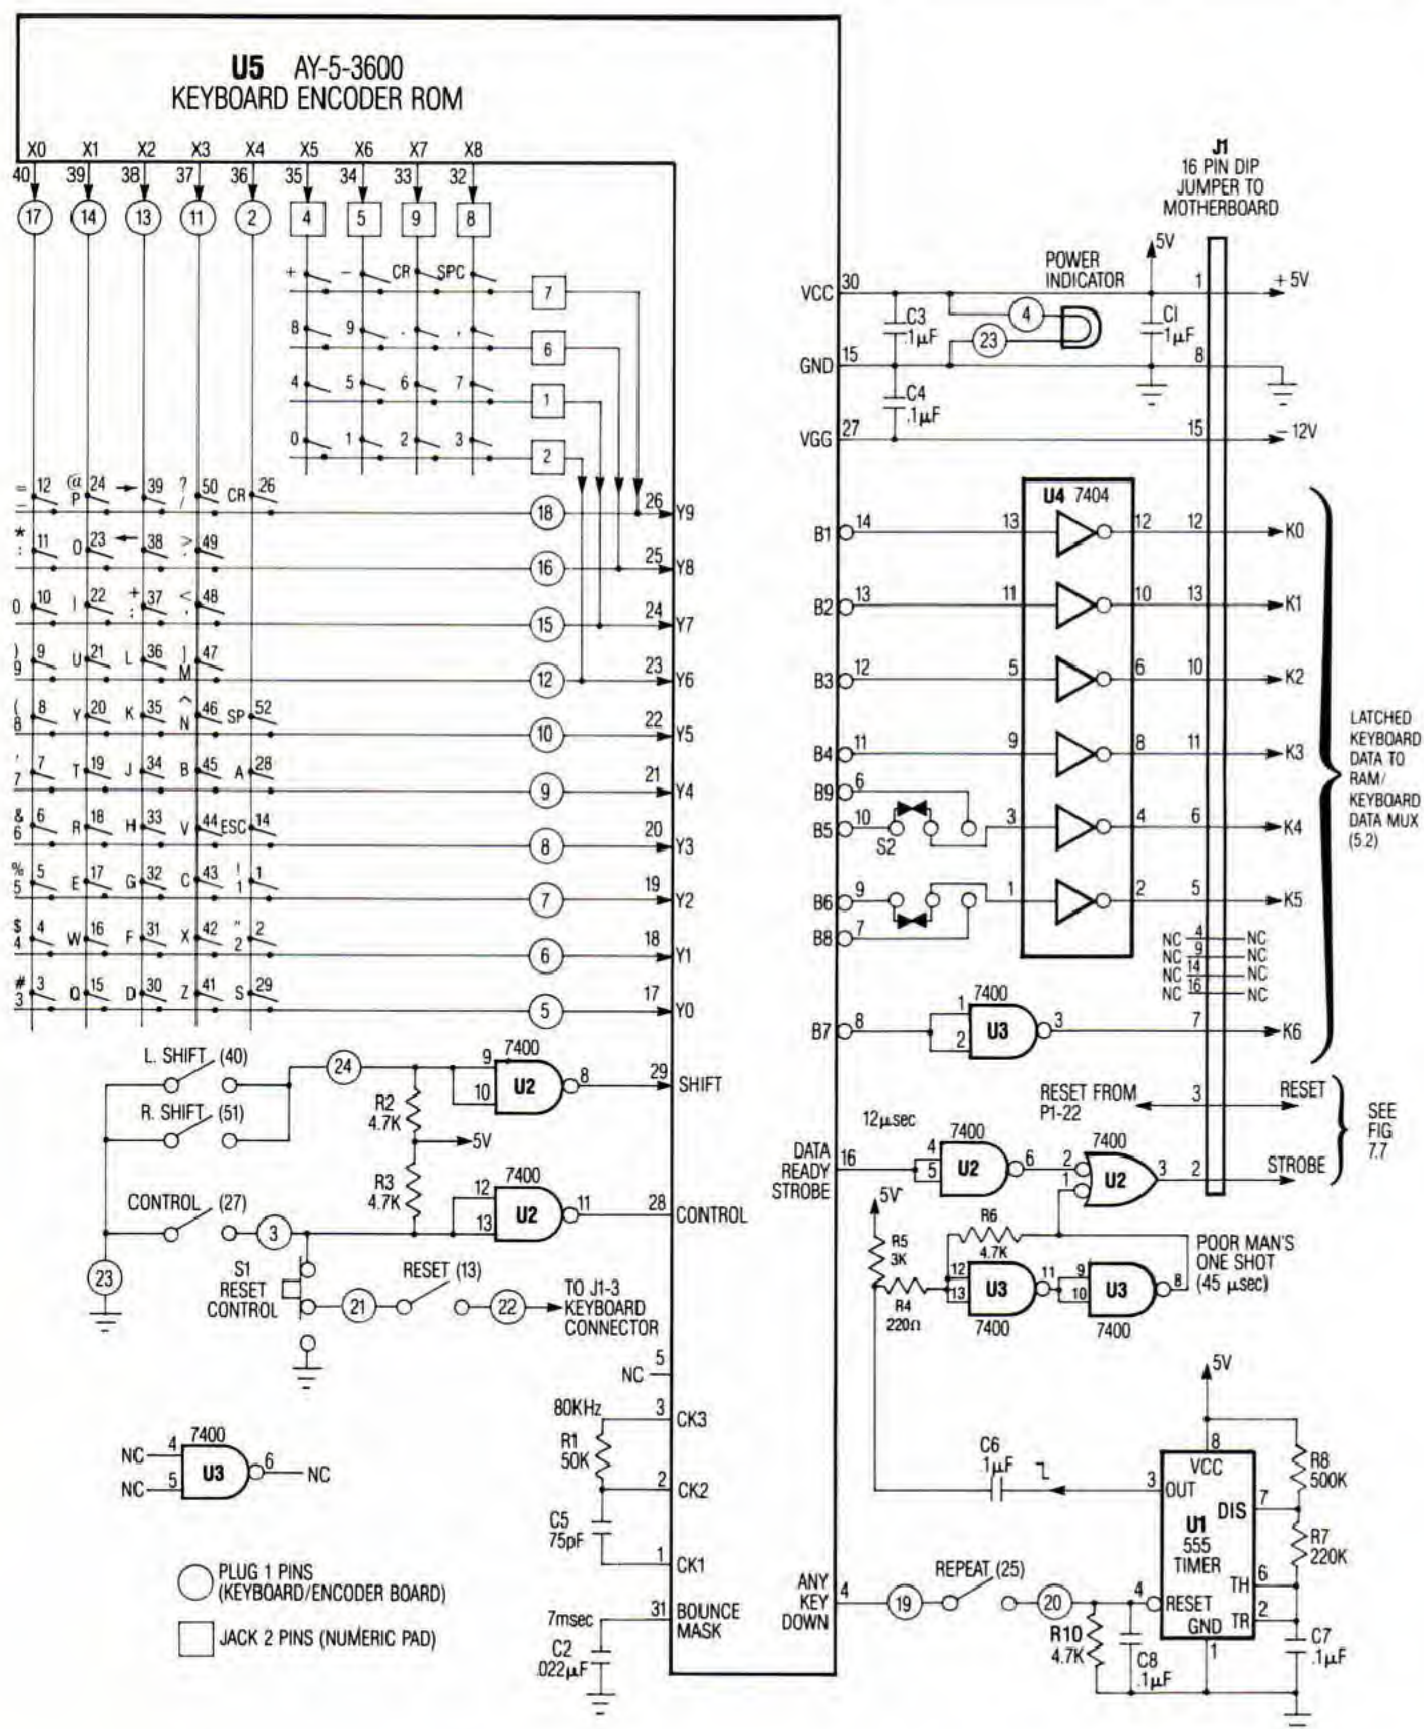 U5 AY-5-3600
KEYBOARD ENCODER ROM
X0 X1 X2 X3 X4 X5 X6 X7 X8
40 39 38 37 36 35 34 33 32
17 14 13 11 2 4 5 9 8
J1
16 PIN DIP
JUMPER TO
MOTHERBOARD
+ - CR SPC 7
8 9 . , 6
4 5 6 7 1
0 1 2 3 2
= 12 @ P 24 → 39 ? / 50 CR 26 18 26 Y9
- 
* : 11 O 23 ← 38 > . 49 16 25 Y8
0 10 I 22 + ; 37 < , 48 15 24 Y7
) 9 9 U 21 L 36 ] M 47 12 23 Y6
( 8 8 Y 20 K 35 ^ N 46 SP 52 10 22 Y5
' 7 7 T 19 J 34 B 45 A 28 9 21 Y4
& 6 6 R 18 H 33 V 44 ESC 14 8 20 Y3
% 5 5 E 17 G 32 C 43 ! 1 1 7 19 Y2
$ 4 4 W 16 F 31 X 42 " 2 2 6 18 Y1
# 3 3 Q 15 D 30 Z 41 S 29 5 17 Y0
POWER
INDICATOR
5V
VCC 30 4 1 +5V
C3
.1µF
23
C1
1µF
GND 15 8
C4
.1µF
VGG 27 15 -12V
U4 7404
B1 14 13 12 12 K0
B2 13 11 10 13 K1
B3 12 5 6 10 K2
B4 11 9 8 11 K3
B9 6
B5 10 S2 3 4 6 K4
B6 9 1 2 5 K5
B8 7
NC 4 NC
NC 9 NC
NC 14 NC
NC 16 NC
7400
B7 8 1 2 U3 3 7 K6
LATCHED
KEYBOARD
DATA TO
RAM/
KEYBOARD
DATA MUX
(5.2)
L. SHIFT (40)
R. SHIFT (51)
24
R2
4.7K
5V
R3
4.7K
7400
9 10 U2 8 29 SHIFT
7400
12 13 U2 11 28 CONTROL
CONTROL (27)
3
23
S1
RESET
CONTROL
21
RESET (13)
22
TO J1-3
KEYBOARD
CONNECTOR
RESET FROM
P1-22
3 RESET
SEE
FIG
7.7
12µsec
DATA
READY
STROBE
16
7400
4 5 U2 6
7400
2 1 U2 3 2 STROBE
5V
R5
3K
R6
4.7K
R4
220Ω
12 13 U3 11
7400
9 10 U3 8
7400
POOR MAN'S
ONE SHOT
(45 µsec)
5
NC
80KHz 3 CK3
R1
50K
2 CK2
C5
75pF
1 CK1
7msec 31 BOUNCE
MASK
C2
.022µF
7400
NC 4
NC 5
U3 6 NC
PLUG 1 PINS
(KEYBOARD/ENCODER BOARD)
JACK 2 PINS (NUMERIC PAD)
ANY
KEY
DOWN
4 19
REPEAT (25)
20
R10
4.7K
C8
.1µF
C6
.1µF
5V
8
VCC
3 OUT
DIS 7
U1
555
TIMER
TH 6
4 RESET
TR 2
GND
1
R8
500K
R7
220K
C7
.1µF